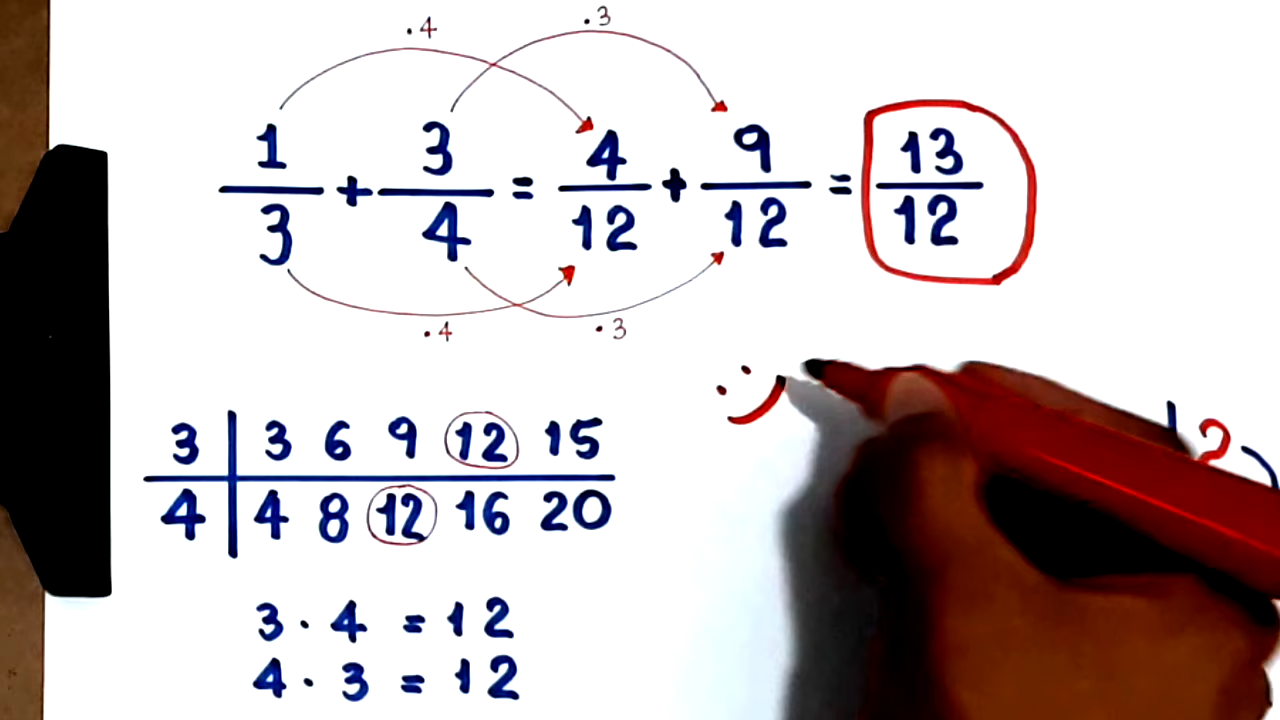 · 4 · 3
1/3 + 3/4 = 4/12 + 9/12 = 13/12
· 4 · 3
3 | 3 6 9 12 15
4 | 4 8 12 16 20
3 · 4 = 12
4 · 3 = 12